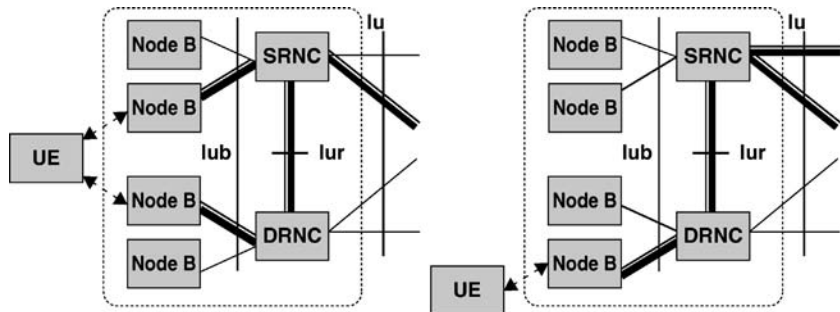 Iu
Node B
SRNC
Node B
UE
Iub
Iur
Node B
DRNC
Node B
Iu
Node B
SRNC
Node B
Iub
Iur
Node B
DRNC
Node B
UE